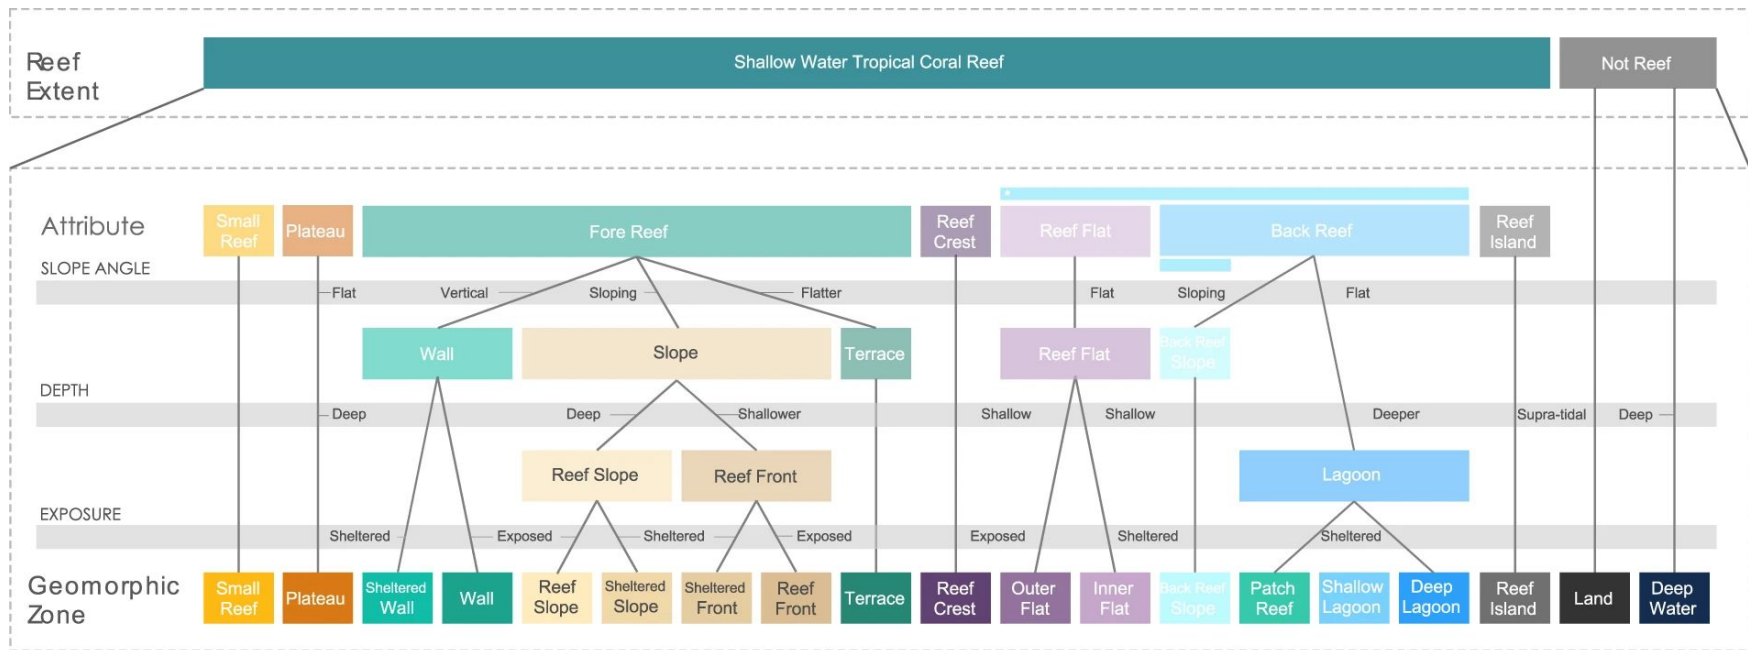 Reef
Extent
Shallow Water Tropical Coral Reef
Not Reef
*
Attribute
Small
Reef
Plateau
Fore Reef
Reef
Crest
Reef Flat
Back Reef
Reef
Island
SLOPE ANGLE
Flat
Vertical
Sloping
Flatter
Flat
Sloping
Flat
Wall
Slope
Terrace
Reef Flat
Back Reef
Slope
DEPTH
Deep
Deep
Shallower
Shallow
Shallow
Deeper
Supra-tidal
Deep
Reef Slope
Reef Front
Lagoon
EXPOSURE
Sheltered
Exposed
Sheltered
Exposed
Exposed
Sheltered
Sheltered
Geomorphic
Zone
Small
Reef
Plateau
Sheltered
Wall
Wall
Reef
Slope
Sheltered
Slope
Sheltered
Front
Reef
Front
Terrace
Reef
Crest
Outer
Flat
Inner
Flat
Back Reef
Slope
Patch
Reef
Shallow
Lagoon
Deep
Lagoon
Reef
Island
Land
Deep
Water